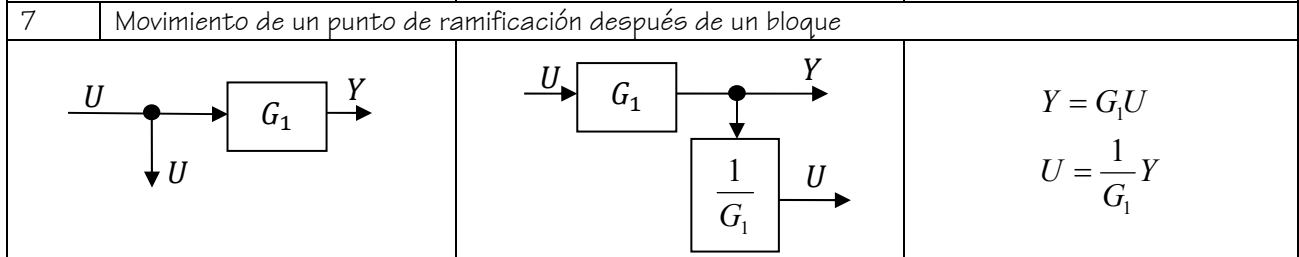 7 Movimiento de un punto de ramificación después de un bloque
U G₁ Y
U
U G₁ Y
1/G₁ U
Y = G₁U
U = 1/G₁ Y